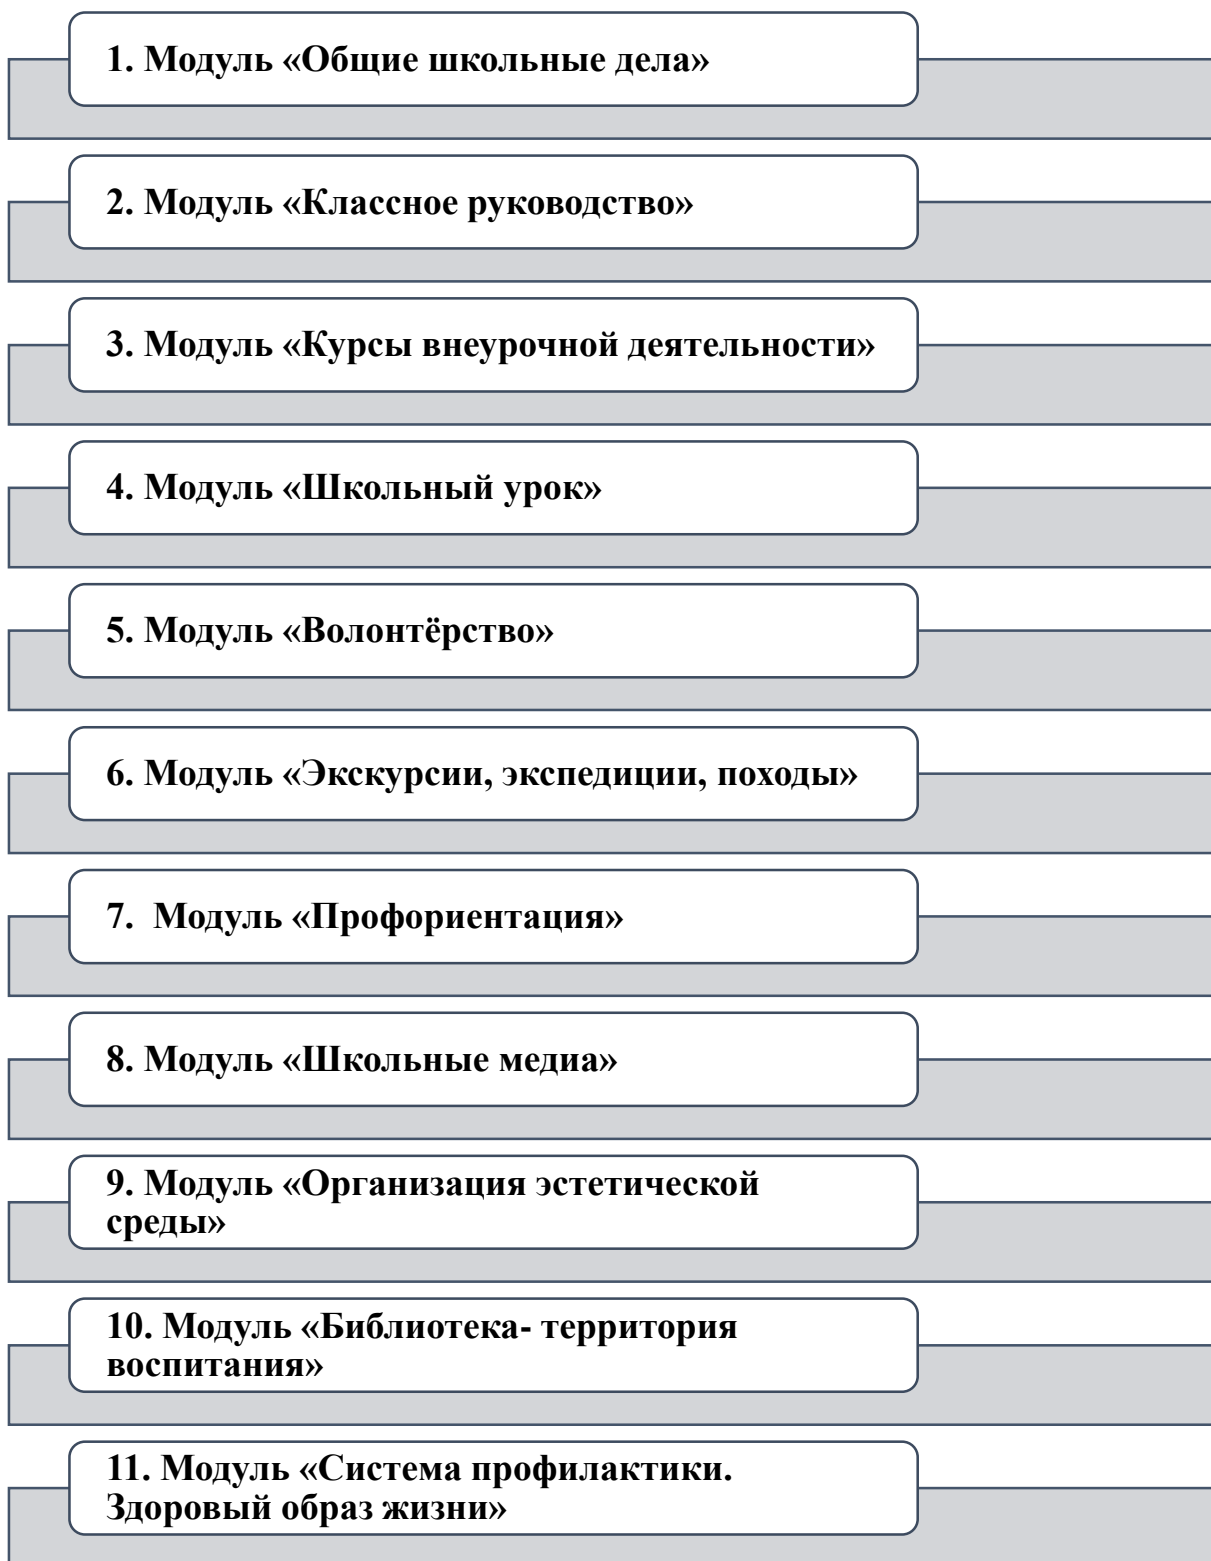 1. Модуль «Общие школьные дела»
2. Модуль «Классное руководство»
3. Модуль «Курсы внеурочной деятельности»
4. Модуль «Школьный урок»
5. Модуль «Волонтёрство»
6. Модуль «Экскурсии, экспедиции, походы»
7.  Модуль «Профориентация»
8. Модуль «Школьные медиа»
9. Модуль «Организация эстетической
среды»
10. Модуль «Библиотека- территория
воспитания»
11. Модуль «Система профилактики.
Здоровый образ жизни»